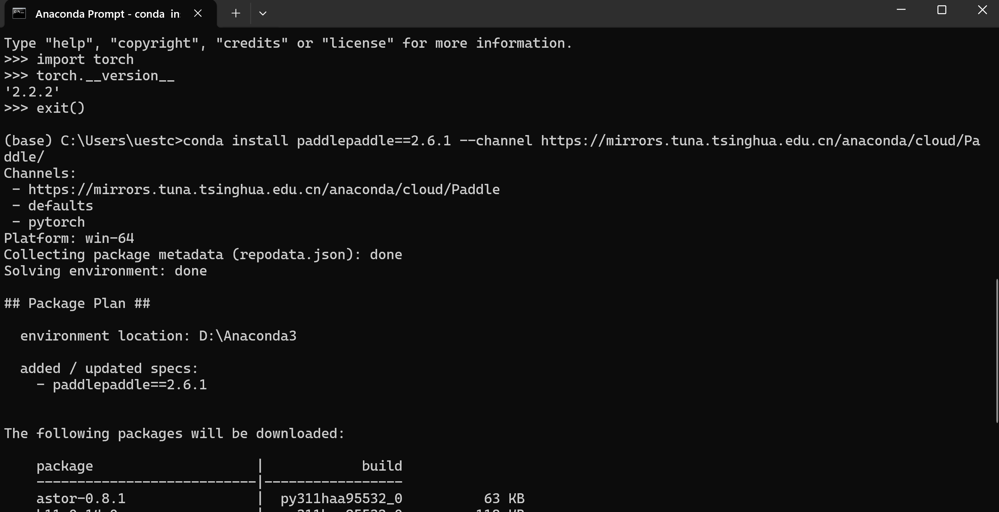 Anaconda Prompt - conda in
Type "help", "copyright", "credits" or "license" for more information.
>>> import torch
>>> torch.__version__
'2.2.2'
>>> exit()
(base) C:\Users\uestc>conda install paddlepaddle==2.6.1 --channel https://mirrors.tuna.tsinghua.edu.cn/anaconda/cloud/Pa
ddle/
Channels:
 - https://mirrors.tuna.tsinghua.edu.cn/anaconda/cloud/Paddle
 - defaults
 - pytorch
Platform: win-64
Collecting package metadata (repodata.json): done
Solving environment: done
## Package Plan ##
  environment location: D:\Anaconda3
  added / updated specs:
    - paddlepaddle==2.6.1
The following packages will be downloaded:
    package                    |            build
    ---------------------------|-----------------
    astor-0.8.1                |  py311haa95532_0          63 KB